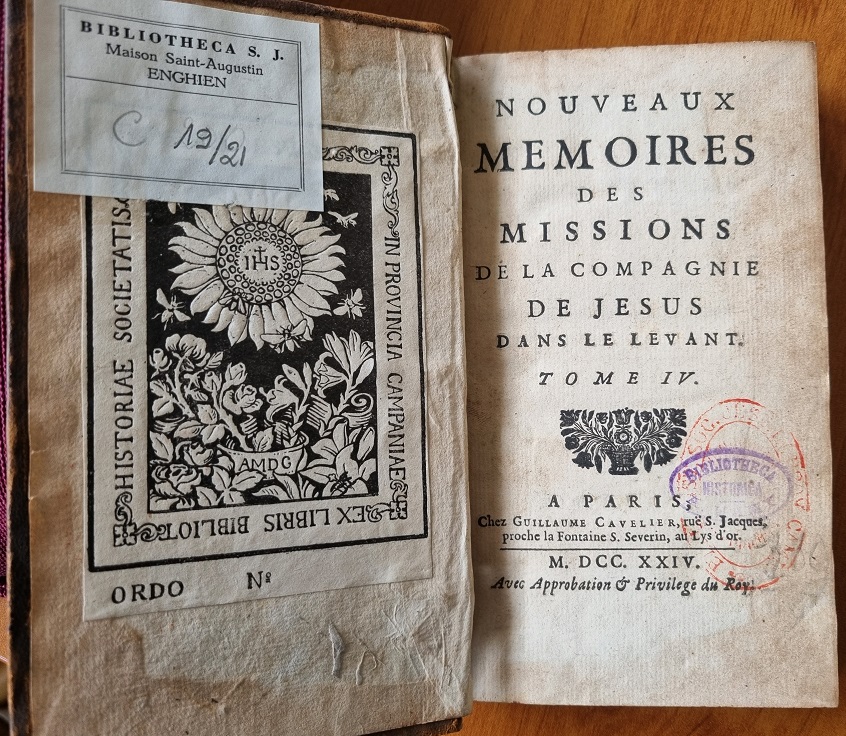 BIBLIOTHECA S. J.
Maison Saint-Augustin
ENGHIEN
C 19/21
HISTORIAE SOCIETATIS
IN PROVINCIA CAMPANIAE
EX LIBRIS BIBLIOT
IHS
AMDG
ORDO Nº
NOUVEAUX
MEMOIRES
DES
MISSIONS
DE LA COMPAGNIE
DE JESUS
DANS LE LEVANT.
TOME IV.
BIBLIOTHECA
HISTORICA
A PARIS,
Chez GUILLAUME CAVELIER, ruë S. Jacques,
proche la Fontaine S. Severin, au Lys d'or.
M. DCC. XXIV.
Avec Approbation & Privilege du Roy.